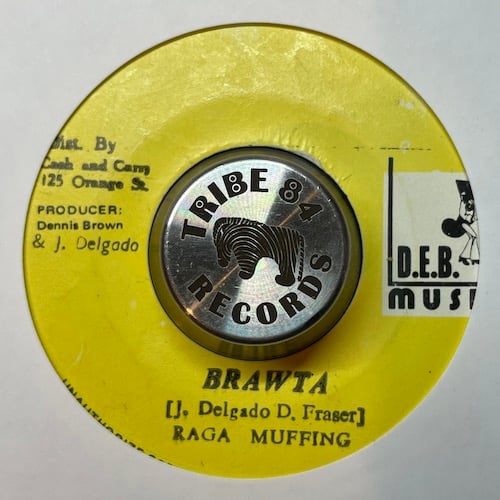 Dist. By
Cash and Carry
125 Orange St.
PRODUCER:
Dennis Brown
& J. Delgado
TRIBE 84
RECORDS
D.E.B.
MUSI
BRAWTA
[J. Delgado D. Fraser]
RAGA MUFFING